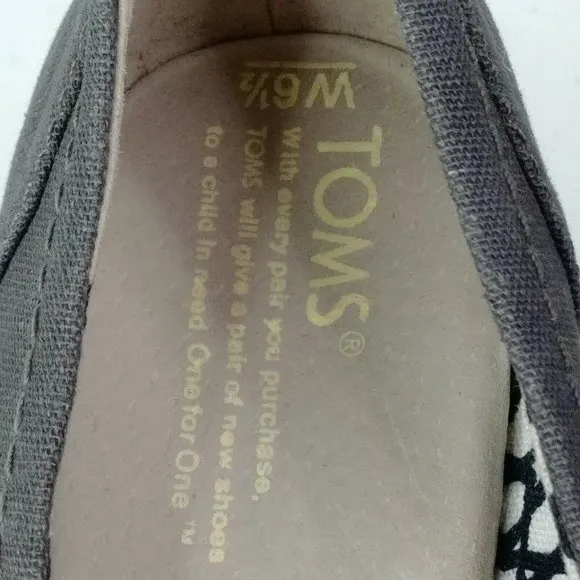 W6½
TOMS®
With every pair you purchase,
TOMS will give a pair of new shoes
to a child in need. One for One ™